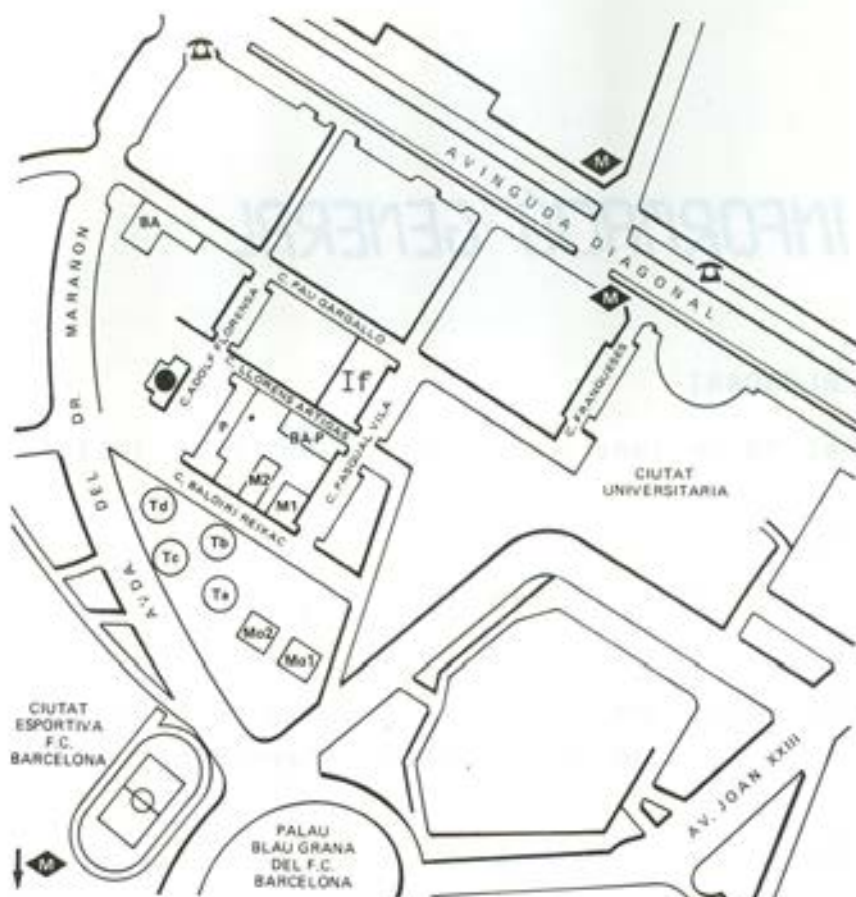 M
AVINGUDA DIAGONAL
M
BA
C. PAU GARGALLO
C. ADOLF FLORENSA
LLORENS ARTIGAS
If
C. FRANQUESES
BA-P
C. PASQUAL VILA
M2
M1
C. BALDIRI REIXAC
CIUTAT
UNIVERSITARIA
AVDA. DEL DR. MARAÑON
Td
Tb
Tc
Ta
Mo2
Mo1
CIUTAT
ESPORTIVA
F.C.
BARCELONA
AV. JOAN XXIII
PALAU
BLAU GRANA
DEL F.C.
BARCELONA
M